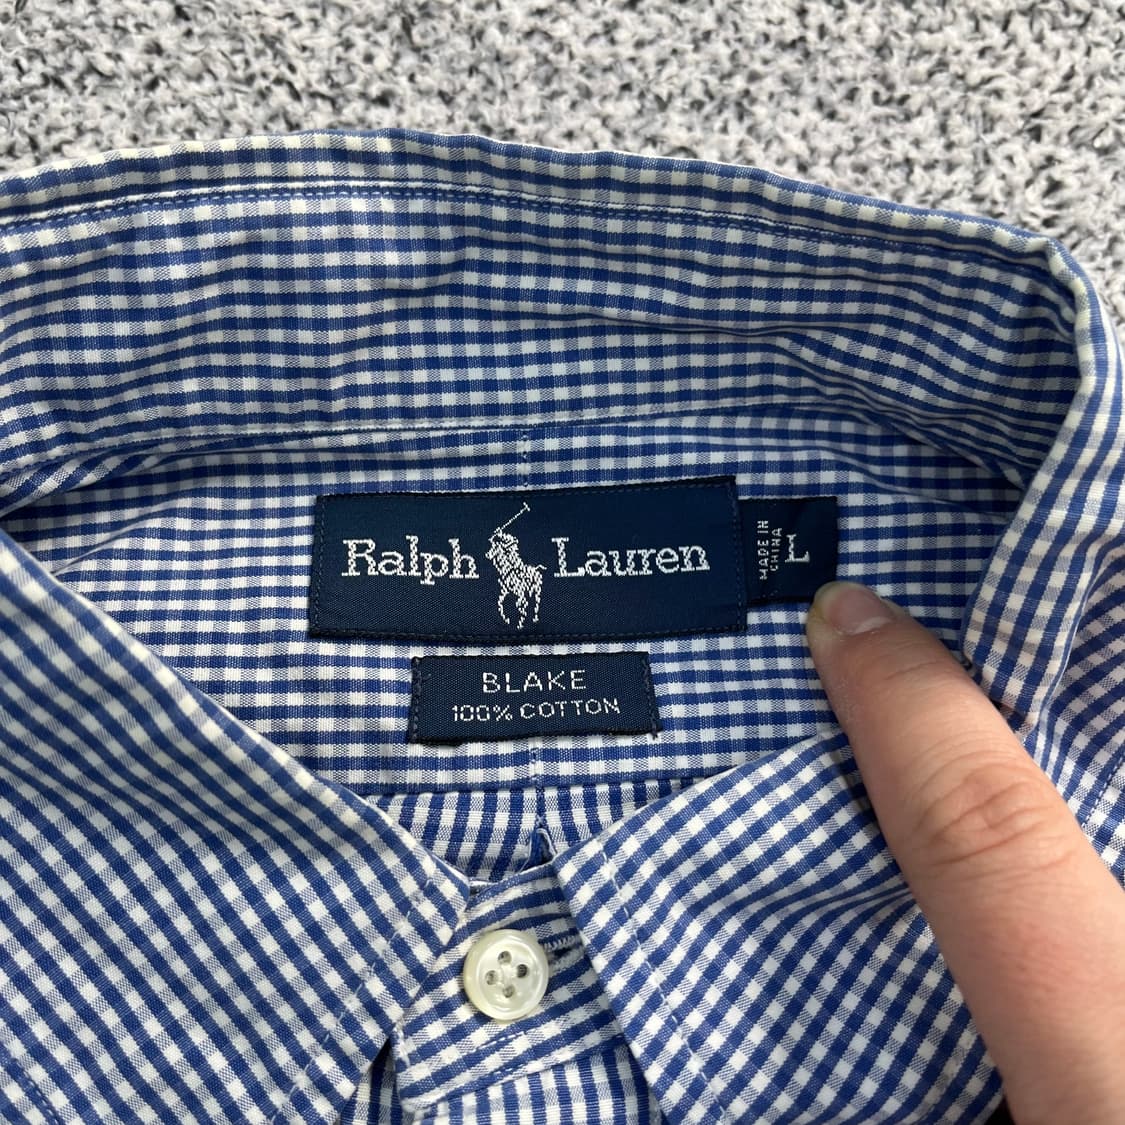 Ralph Lauren
MADE IN
CHINA
L
BLAKE
100% COTTON